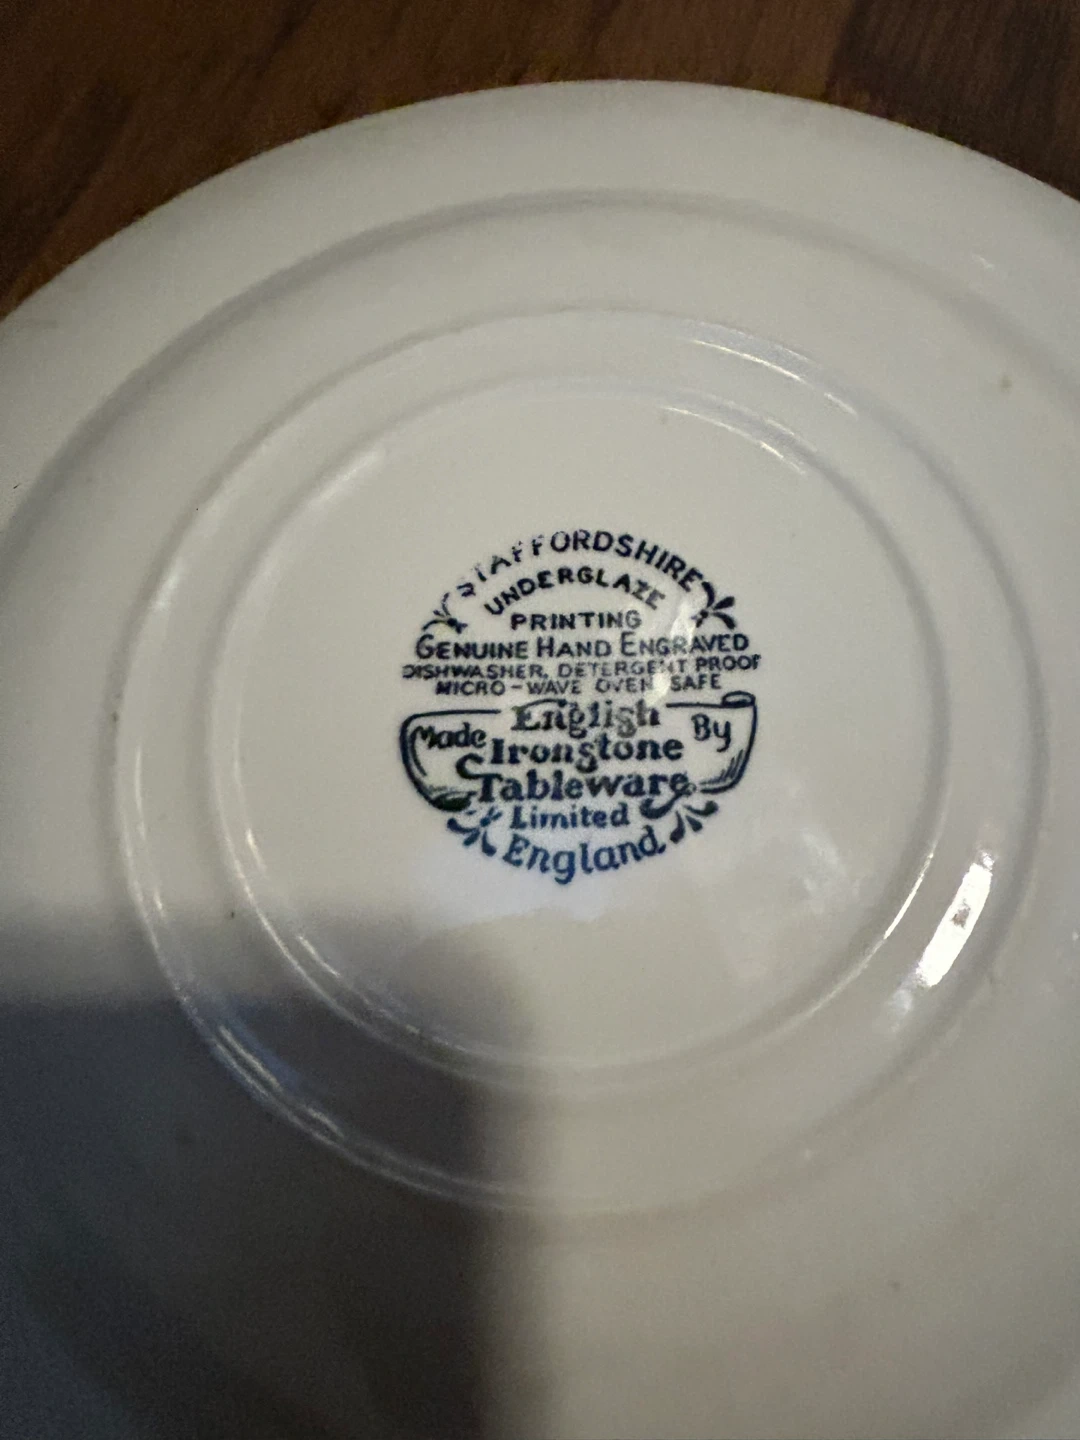 STAFFORDSHIRE
UNDERGLAZE
PRINTING
GENUINE HAND ENGRAVED
DISHWASHER, DETERGENT PROOF
MICRO-WAVE OVEN SAFE
Made English By
Ironstone
Tableware
Limited
England